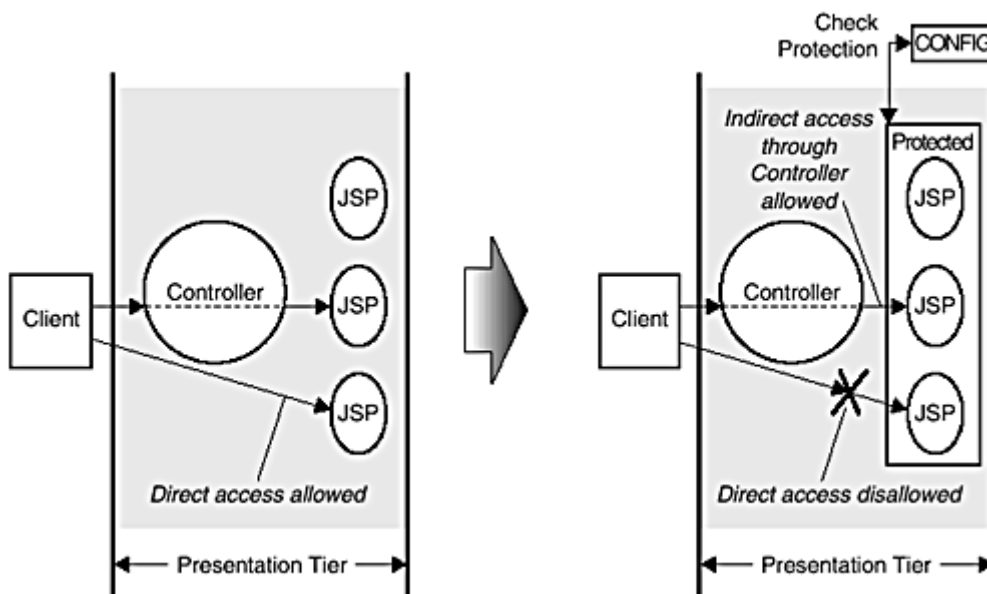 Client
Controller
JSP
JSP
JSP
Direct access allowed
Presentation Tier
Check
Protection
CONFIG
Indirect access
through
Controller
allowed
Protected
JSP
Client
Controller
JSP
JSP
Direct access disallowed
Presentation Tier